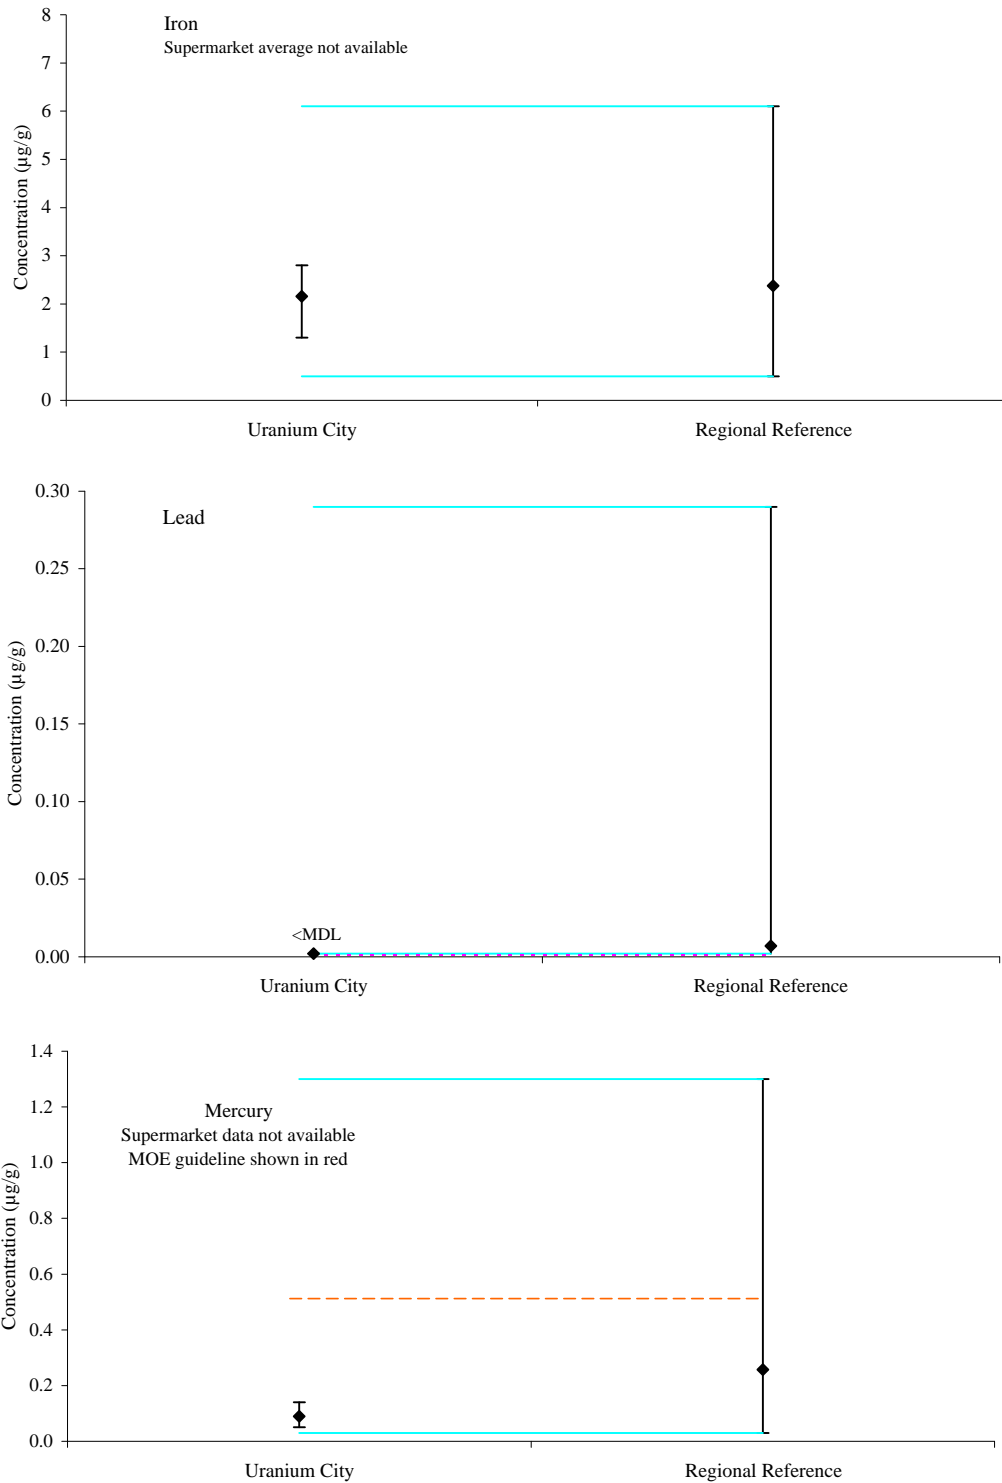 Iron
Supermarket average not available
8
7
6
5
4
3
2
1
0
Concentration (µg/g)
Uranium City
Regional Reference
Lead
0.30
0.25
0.20
0.15
0.10
0.05
0.00
Concentration (µg/g)
<MDL
Uranium City
Regional Reference
Mercury
Supermarket data not available
MOE guideline shown in red
1.4
1.2
1.0
0.8
0.6
0.4
0.2
0.0
Concentration (µg/g)
Uranium City
Regional Reference